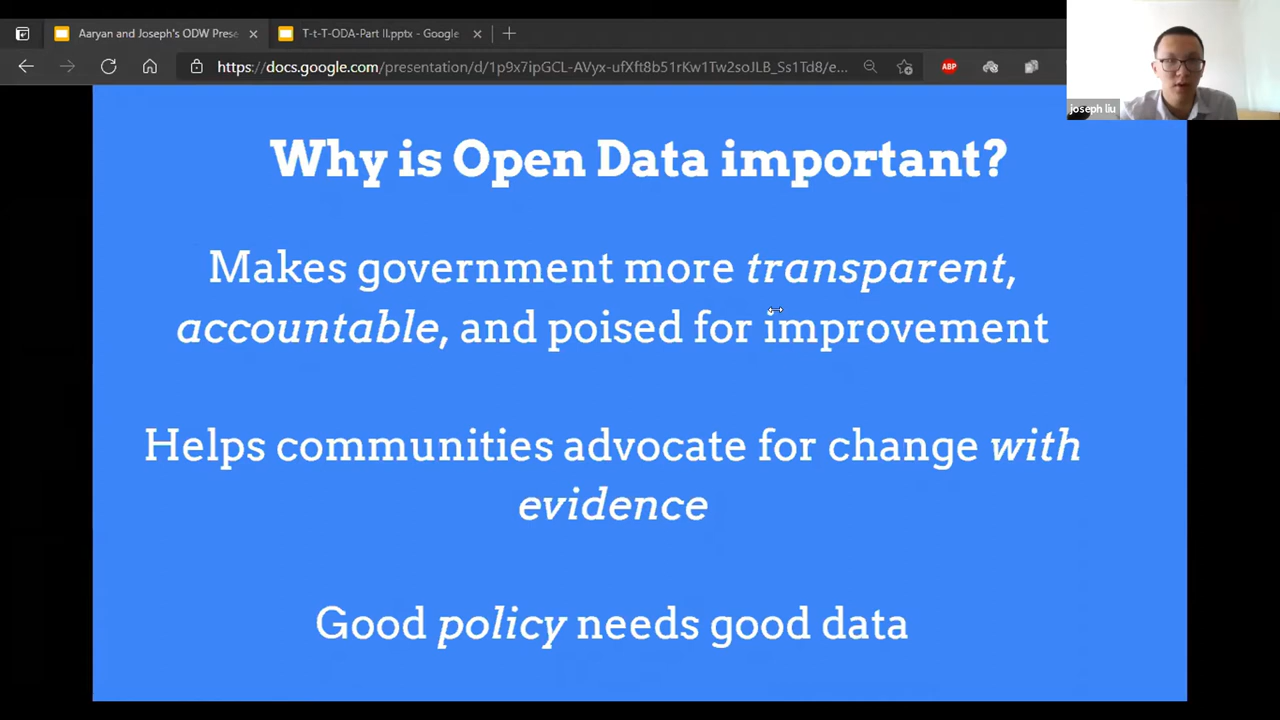 Aaryan and Joseph's ODW Prese
T-t-T-ODA-Part II.pptx - Google
https://docs.google.com/presentation/d/1p9x7ipGCL-AVyx-ufXft8b51rKw1Tw2soJLB_Ss1Td8/e...
ABP
joseph liu
Why is Open Data important?
Makes government more transparent,
accountable, and poised for improvement
Helps communities advocate for change with
evidence
Good policy needs good data